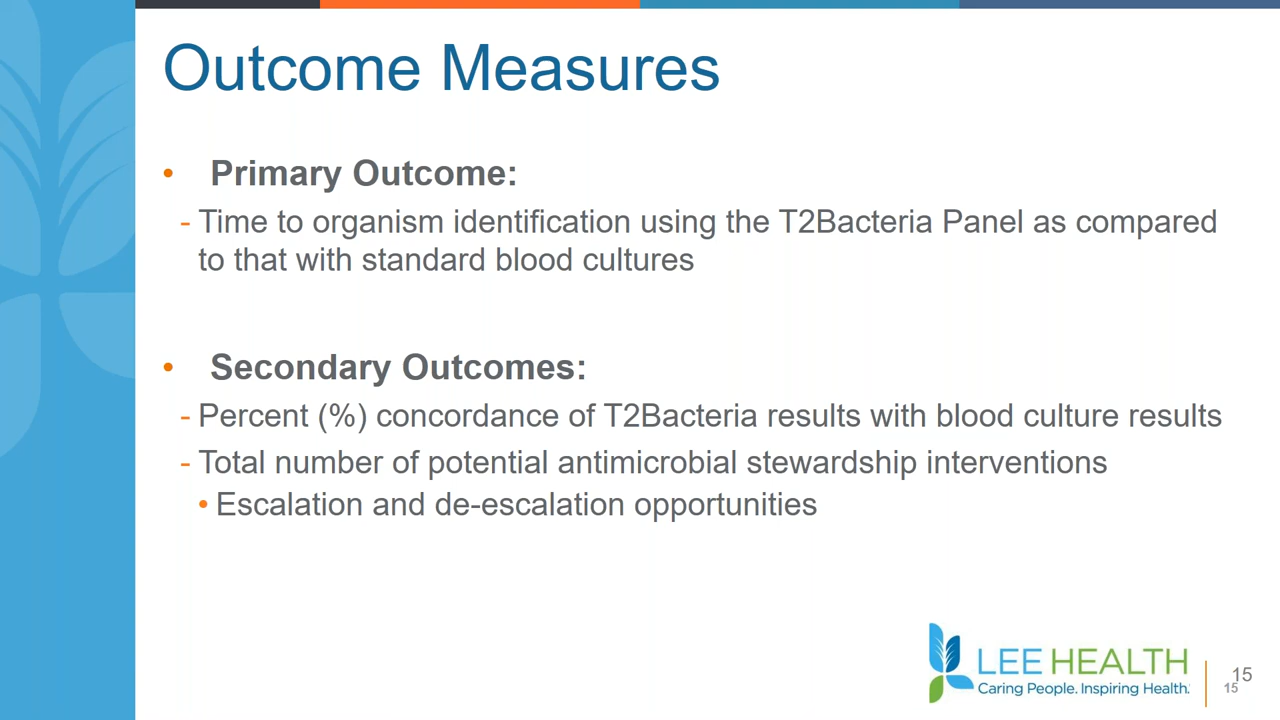 Outcome Measures
• Primary Outcome:
- Time to organism identification using the T2Bacteria Panel as compared
to that with standard blood cultures
• Secondary Outcomes:
- Percent (%) concordance of T2Bacteria results with blood culture results
- Total number of potential antimicrobial stewardship interventions
• Escalation and de-escalation opportunities
LEE HEALTH
Caring People. Inspiring Health.
15
15